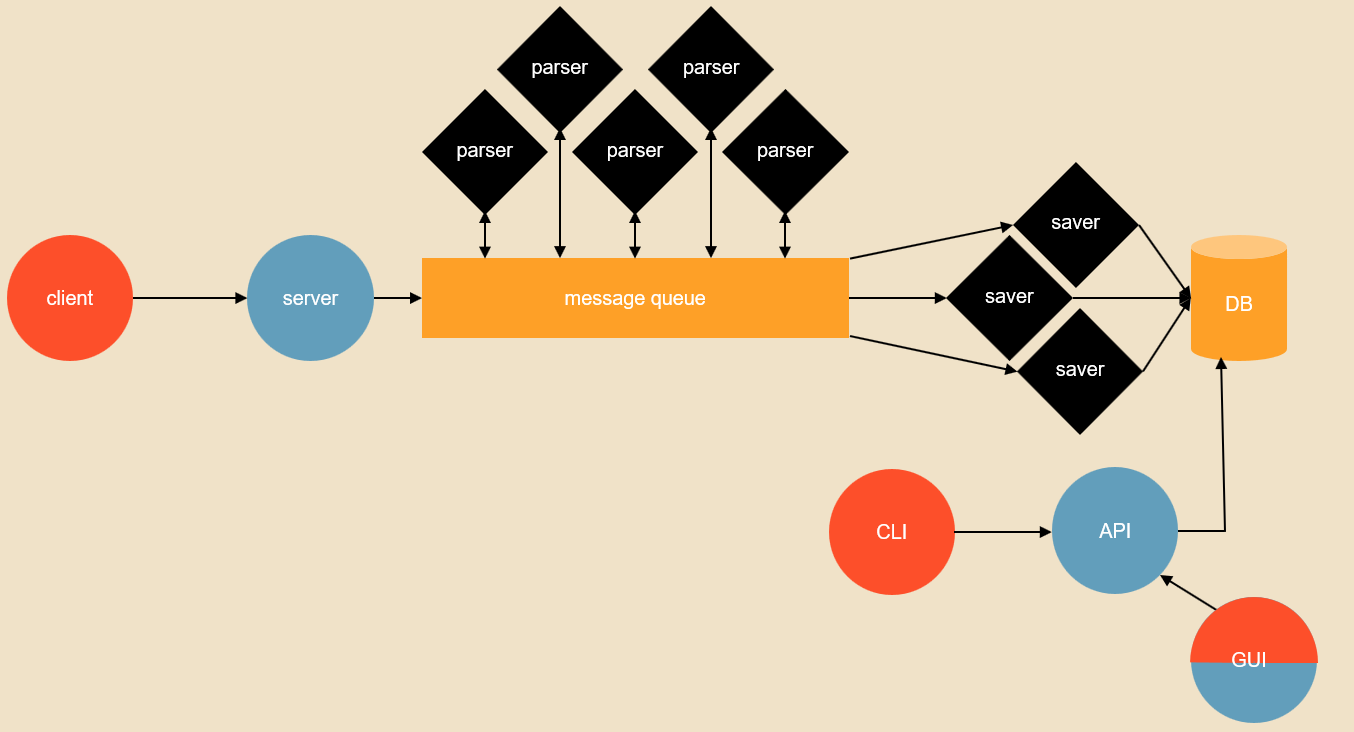 parser
parser
parser
parser
parser
saver
client
server
message queue
saver
DB
saver
CLI
API
GUI